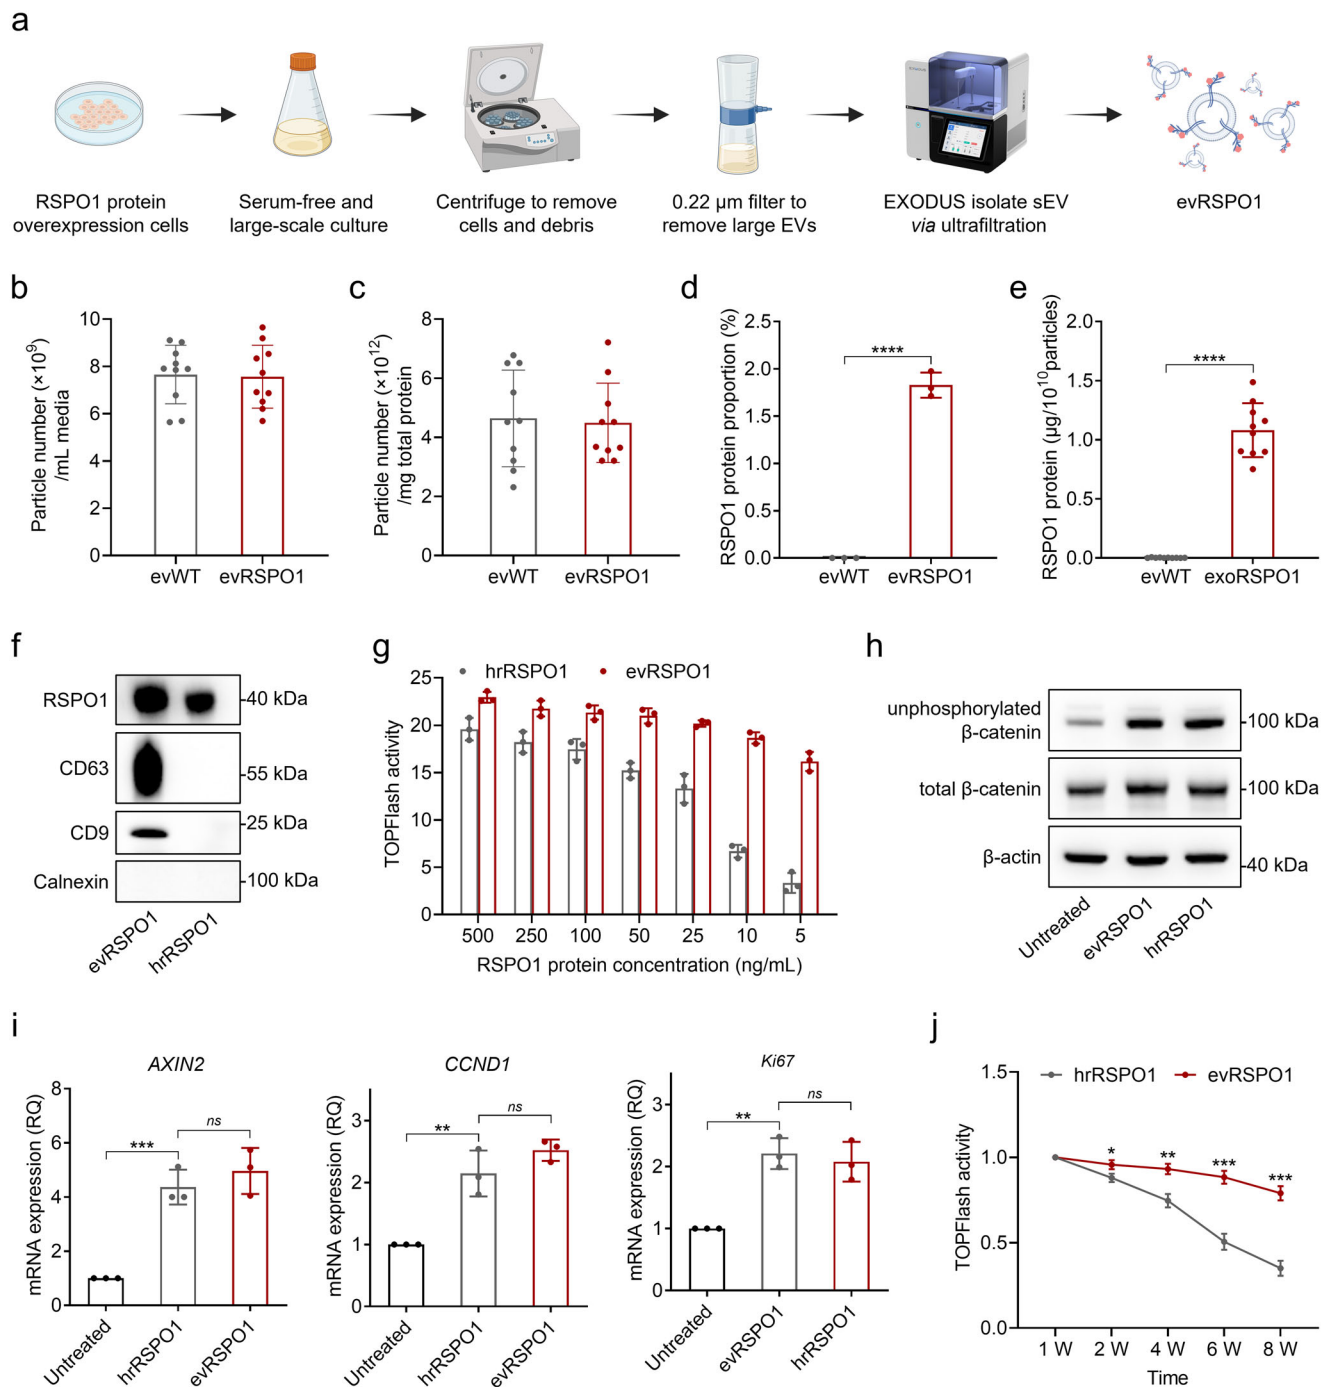 a
RSPO1 protein
overexpression cells
Serum-free and
large-scale culture
Centrifuge to remove
cells and debris
0.22 µm filter to
remove large EVs
EXODUS isolate sEV
via ultrafiltration
evRSPO1
b
Particle number (×10⁹)
/mL media
10
8
6
4
2
0
evWT
evRSPO1
c
Particle number (×10¹²)
/mg total protein
8
6
4
2
0
evWT
evRSPO1
d
RSPO1 protein proportion (%)
2.5
2.0
1.5
1.0
0.5
0.0
****
evWT
evRSPO1
e
RSPO1 protein (µg/10¹⁰particles)
2.0
1.5
1.0
0.5
0.0
****
evWT
exoRSPO1
f
RSPO1
40 kDa
CD63
55 kDa
CD9
25 kDa
Calnexin
100 kDa
evRSPO1
hrRSPO1
g
hrRSPO1
evRSPO1
TOPFlash activity
25
20
15
10
5
0
500
250
100
50
25
10
5
RSPO1 protein concentration (ng/mL)
h
unphosphorylated
β-catenin
100 kDa
total β-catenin
100 kDa
β-actin
40 kDa
Untreated
evRSPO1
hrRSPO1
i
AXIN2
mRNA expression (RQ)
8
6
4
2
0
***
ns
Untreated
hrRSPO1
evRSPO1
CCND1
mRNA expression (RQ)
3
2
1
0
**
ns
Untreated
hrRSPO1
evRSPO1
Ki67
mRNA expression (RQ)
3
2
1
0
**
ns
Untreated
evRSPO1
hrRSPO1
j
hrRSPO1
evRSPO1
TOPFlash activity
1.5
1.0
0.5
0.0
*
**
***
***
1 W
2 W
4 W
6 W
8 W
Time